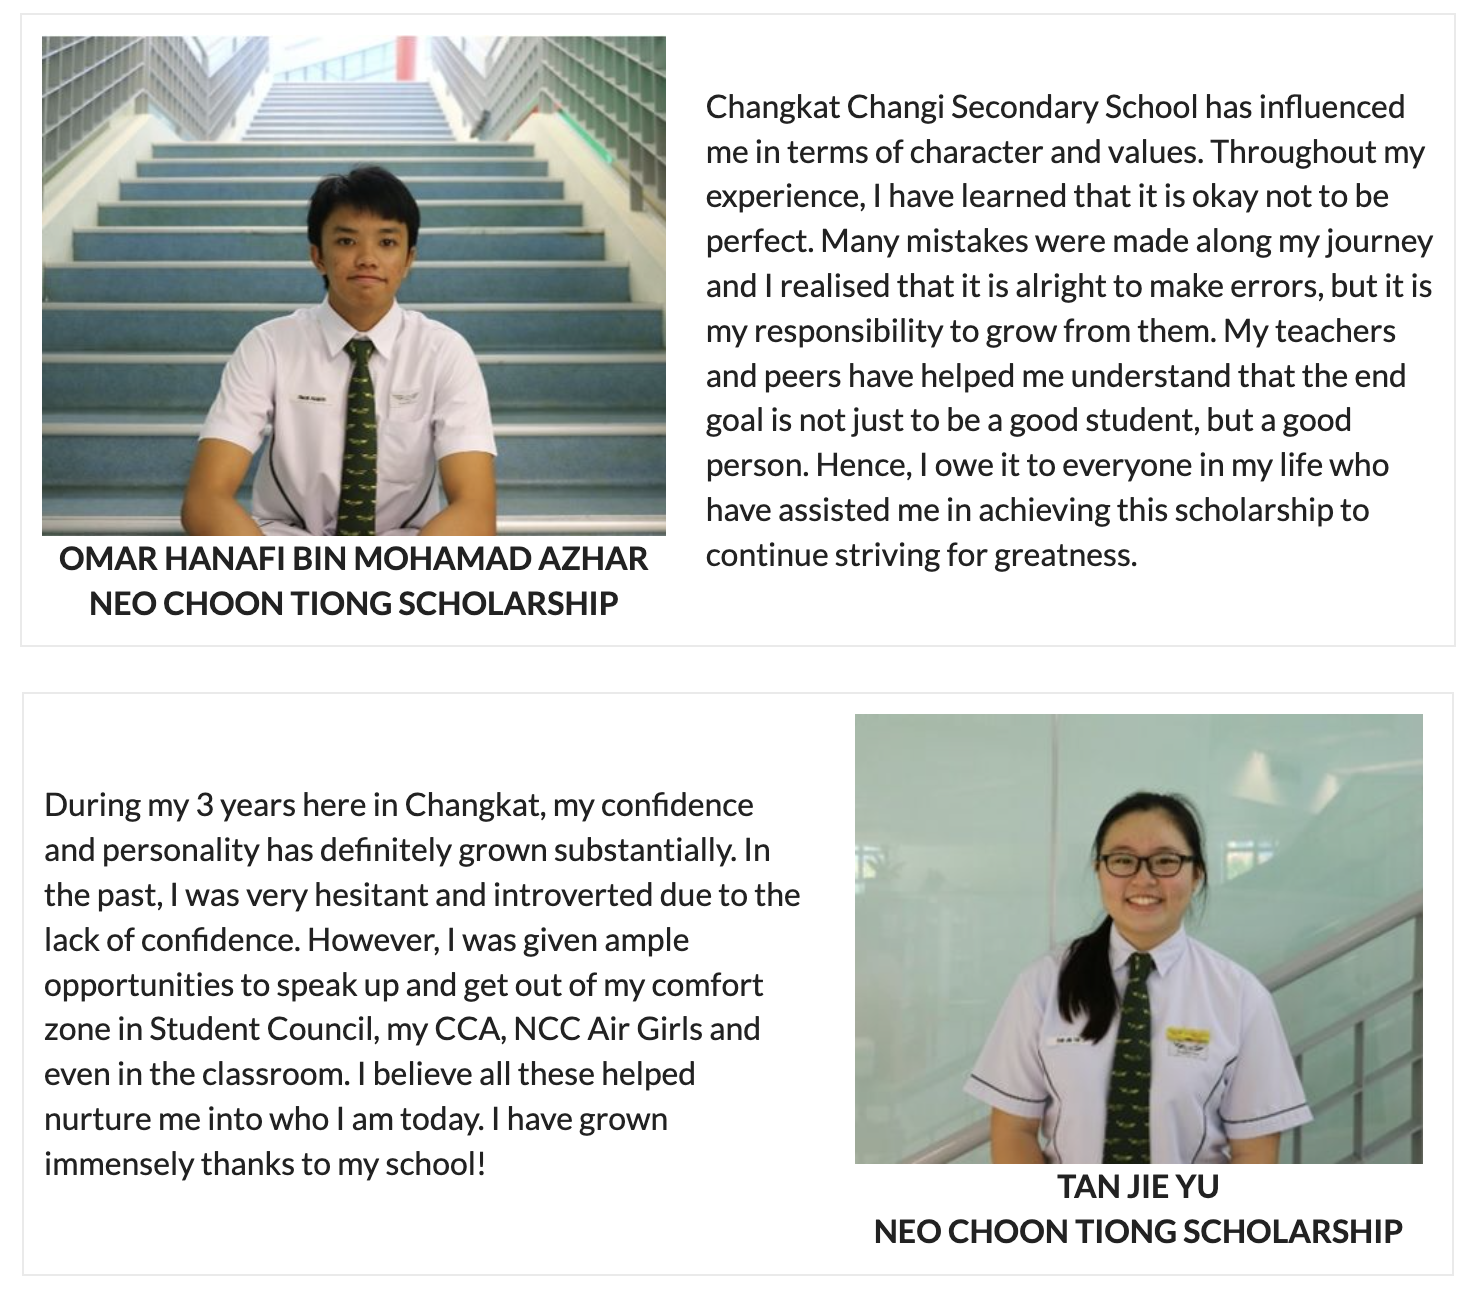 Changkat Changi Secondary School has influenced
me in terms of character and values. Throughout my
experience, I have learned that it is okay not to be
perfect. Many mistakes were made along my journey
and I realised that it is alright to make errors, but it is
my responsibility to grow from them. My teachers
and peers have helped me understand that the end
goal is not just to be a good student, but a good
person. Hence, I owe it to everyone in my life who
have assisted me in achieving this scholarship to
continue striving for greatness.
OMAR HANAFI BIN MOHAMAD AZHAR
NEO CHOON TIONG SCHOLARSHIP
During my 3 years here in Changkat, my confidence
and personality has definitely grown substantially. In
the past, I was very hesitant and introverted due to the
lack of confidence. However, I was given ample
opportunities to speak up and get out of my comfort
zone in Student Council, my CCA, NCC Air Girls and
even in the classroom. I believe all these helped
nurture me into who I am today. I have grown
immensely thanks to my school!
TAN JIE YU
NEO CHOON TIONG SCHOLARSHIP